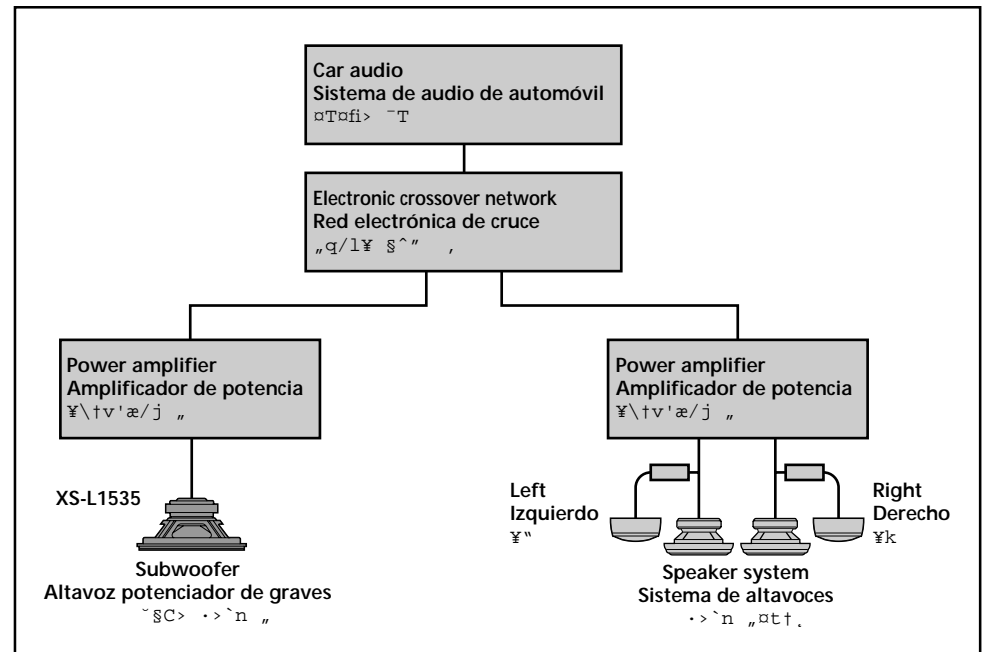 Car audio
Sistema de audio de automóvil
¤T¤fi› ¯T
Electronic crossover network
Red electrónica de cruce
„q/l¥ §ˆ” ‚
Power amplifier
Amplificador de potencia
¥\†v'æ/j „
Power amplifier
Amplificador de potencia
¥\†v'æ/j „
XS-L1535
Subwoofer
Altavoz potenciador de graves
˘§C› ·›`n „
Left
Izquierdo
¥“
Right
Derecho
¥k
Speaker system
Sistema de altavoces
·›`n „¤t†¸